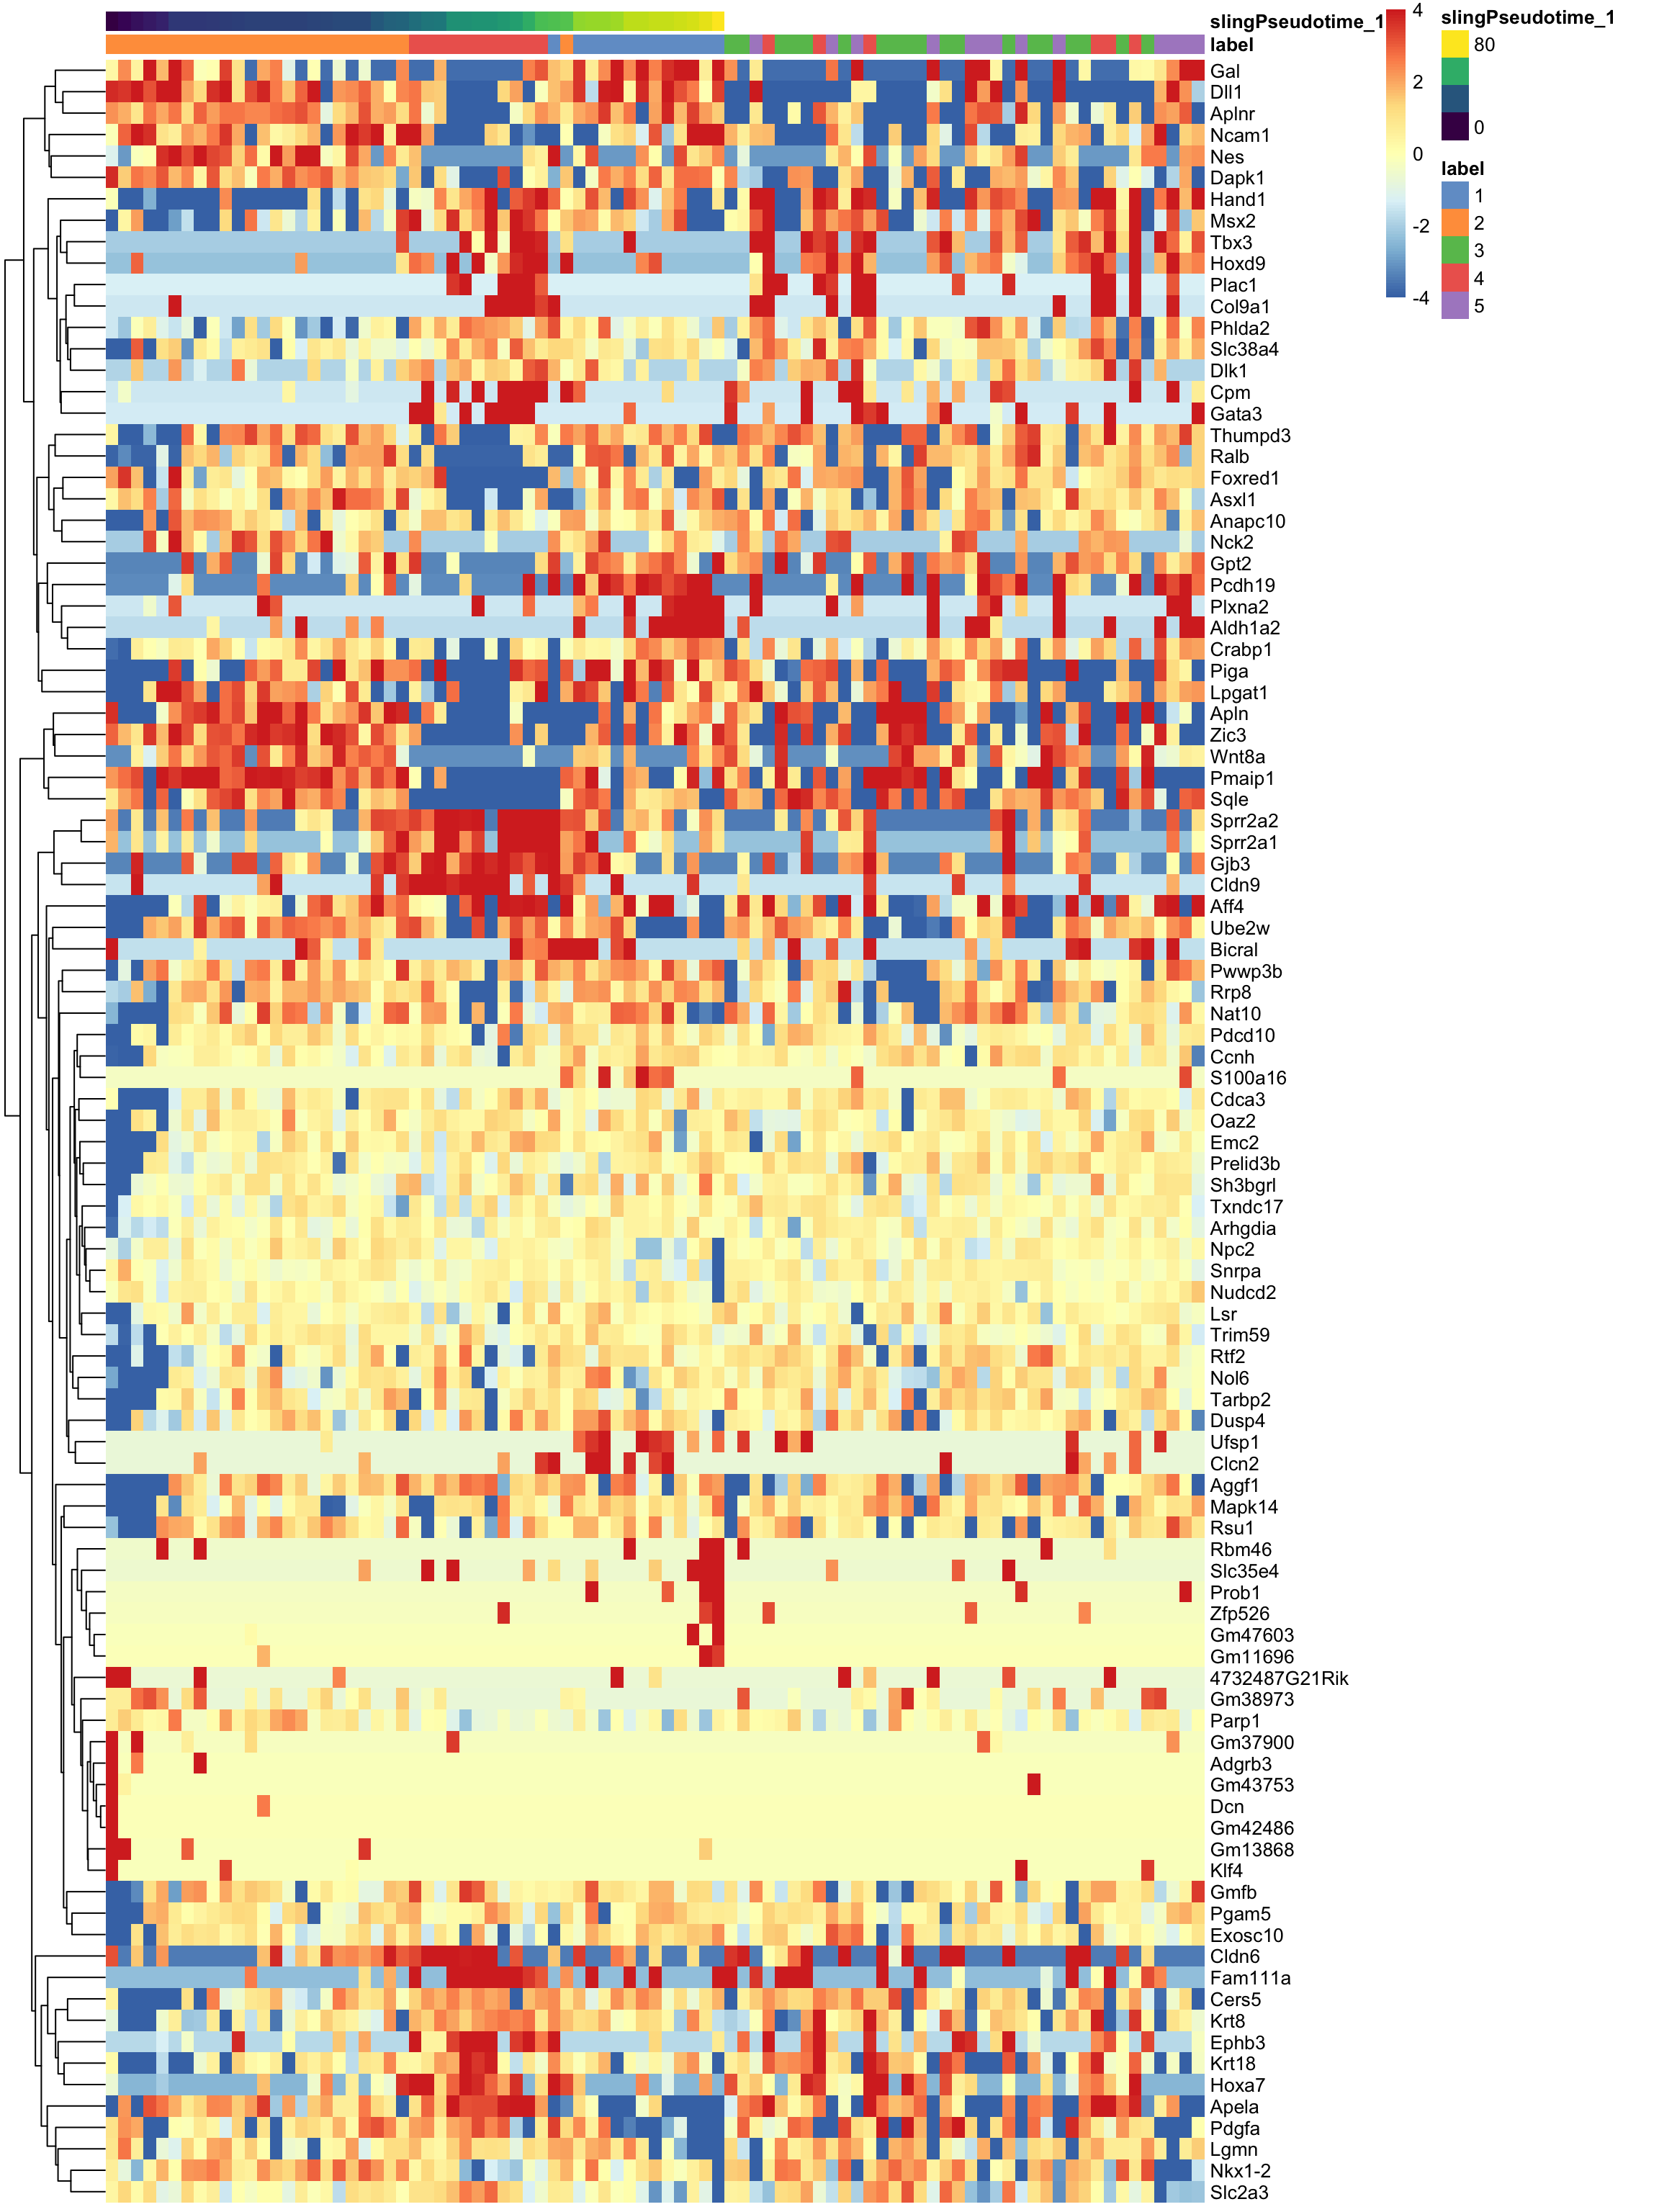 slingPseudotime_1
label
Gal
Dll1
Aplnr
Ncam1
Nes
Dapk1
Hand1
Msx2
Tbx3
Hoxd9
Plac1
Col9a1
Phlda2
Slc38a4
Dlk1
Cpm
Gata3
Thumpd3
Ralb
Foxred1
Asxl1
Anapc10
Nck2
Gpt2
Pcdh19
Plxna2
Aldh1a2
Crabp1
Piga
Lpgat1
Apln
Zic3
Wnt8a
Pmaip1
Sqle
Sprr2a2
Sprr2a1
Gjb3
Cldn9
Aff4
Ube2w
Bicral
Pwwp3b
Rrp8
Nat10
Pdcd10
Ccnh
S100a16
Cdca3
Oaz2
Emc2
Prelid3b
Sh3bgrl
Txndc17
Arhgdia
Npc2
Snrpa
Nudcd2
Lsr
Trim59
Rtf2
Nol6
Tarbp2
Dusp4
Ufsp1
Clcn2
Aggf1
Mapk14
Rsu1
Rbm46
Slc35e4
Prob1
Zfp526
Gm47603
Gm11696
4732487G21Rik
Gm38973
Parp1
Gm37900
Adgrb3
Gm43753
Dcn
Gm42486
Gm13868
Klf4
Gmfb
Pgam5
Exosc10
Cldn6
Fam111a
Cers5
Krt8
Ephb3
Krt18
Hoxa7
Apela
Pdgfa
Lgmn
Nkx1-2
Slc2a3
4
2
0
-2
-4
slingPseudotime_1
80
0
label
1
2
3
4
5